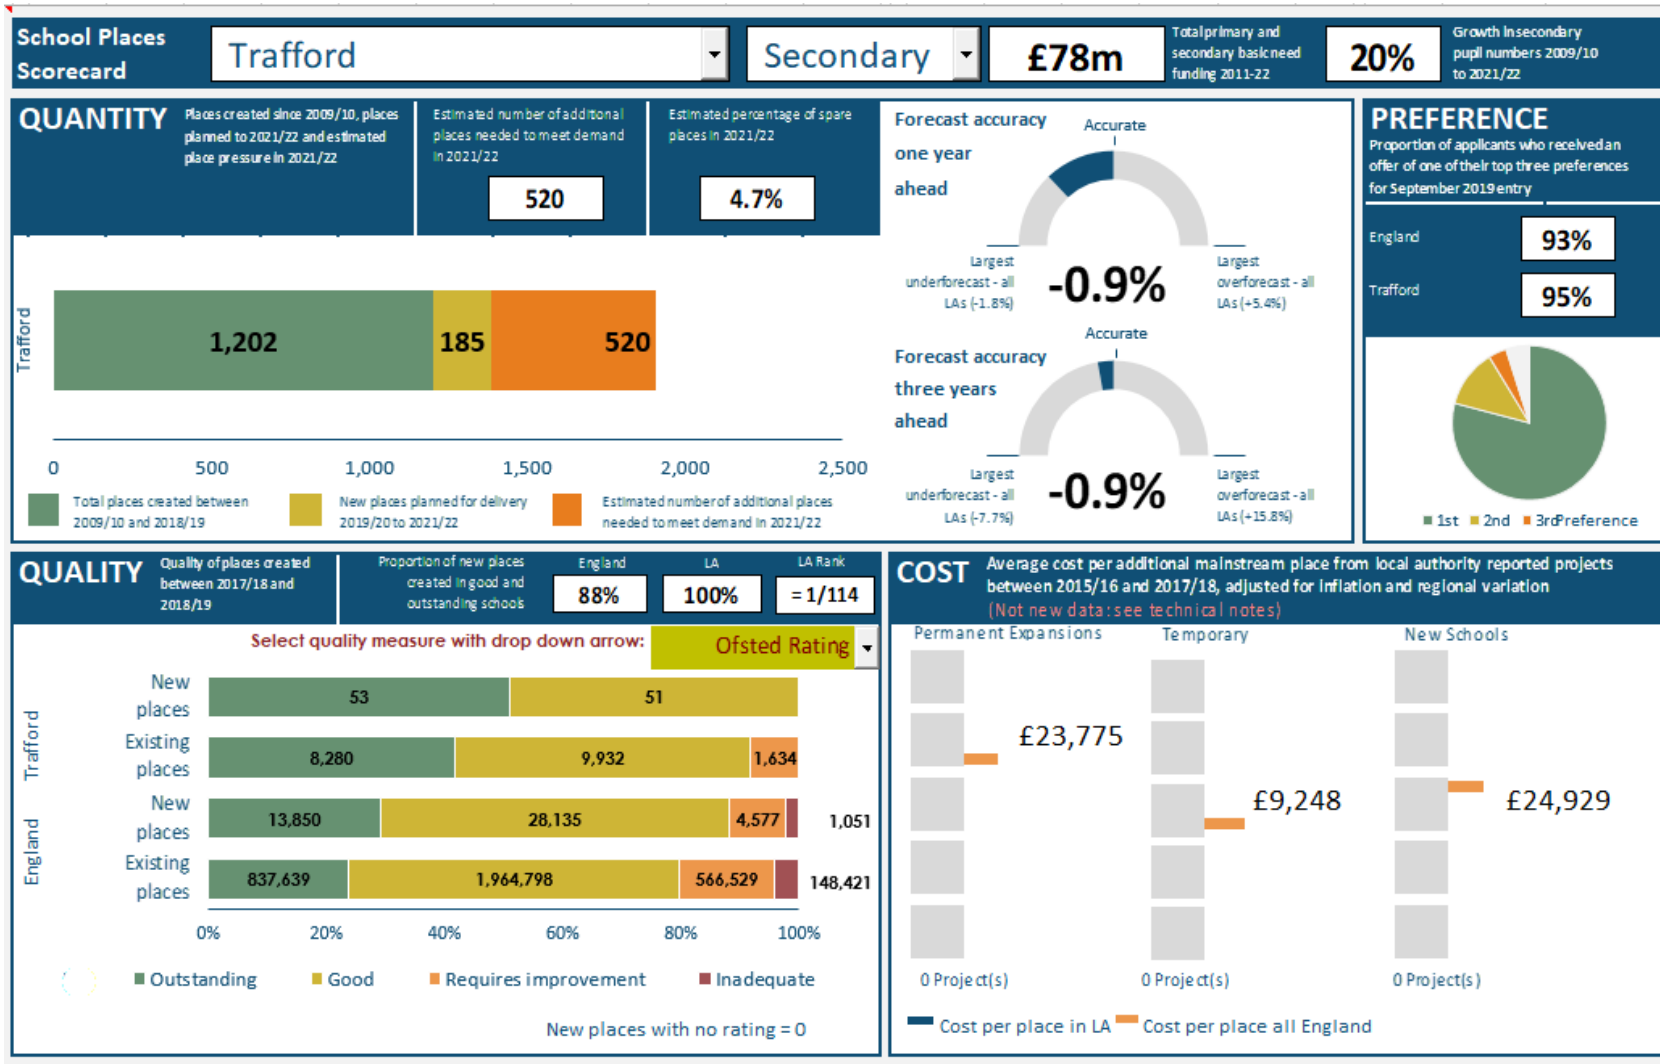 School Places
Scorecard
Trafford
Secondary
£78m
Total primary and
secondary basic need
funding 2011-22
20%
Growth in secondary
pupil numbers 2009/10
to 2021/22
QUANTITY
Places created since 2009/10, places
planned to 2021/22 and estimated
place pressure in 2021/22
Estimated number of additional
places needed to meet demand
in 2021/22
520
Estimated percentage of spare
places in 2021/22
4.7%
Trafford
1,202
185
520
0
500
1,000
1,500
2,000
2,500
Total places created between
2009/10 and 2018/19
New places planned for delivery
2019/20 to 2021/22
Estimated number of additional places
needed to meet demand in 2021/22
Forecast accuracy
one year
ahead
Accurate
Largest
underforecast - all
LAs (-1.8%)
-0.9%
Largest
overforecast - all
LAs (+5.4%)
Forecast accuracy
three years
ahead
Accurate
Largest
underforecast - all
LAs (-7.7%)
-0.9%
Largest
overforecast - all
LAs (+15.8%)
PREFERENCE
Proportion of applicants who received an
offer of one of their top three preferences
for September 2019 entry
England
93%
Trafford
95%
1st
2nd
3rd Preference
QUALITY
Quality of places created
between 2017/18 and
2018/19
Proportion of new places
created in good and
outstanding schools
England
88%
LA
100%
LA Rank
= 1/114
Select quality measure with drop down arrow:
Ofsted Rating
Trafford
New
places
53
51
Existing
places
8,280
9,932
1,634
England
New
places
13,850
28,135
4,577
1,051
Existing
places
837,639
1,964,798
566,529
148,421
0%
20%
40%
60%
80%
100%
Outstanding
Good
Requires improvement
Inadequate
New places with no rating = 0
COST
Average cost per additional mainstream place from local authority reported projects
between 2015/16 and 2017/18, adjusted for inflation and regional variation
(Not new data: see technical notes)
Permanent Expansions
Temporary
New Schools
£23,775
£9,248
£24,929
0 Project(s)
0 Project(s)
0 Project(s)
Cost per place in LA
Cost per place all England